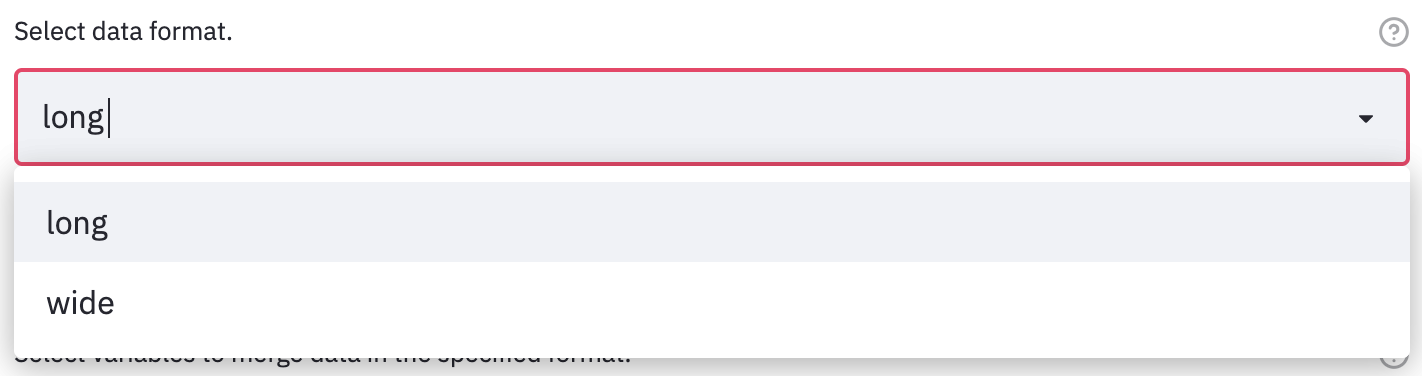 Select data format.
long
long
wide
Select variables to merge data in the specified format.